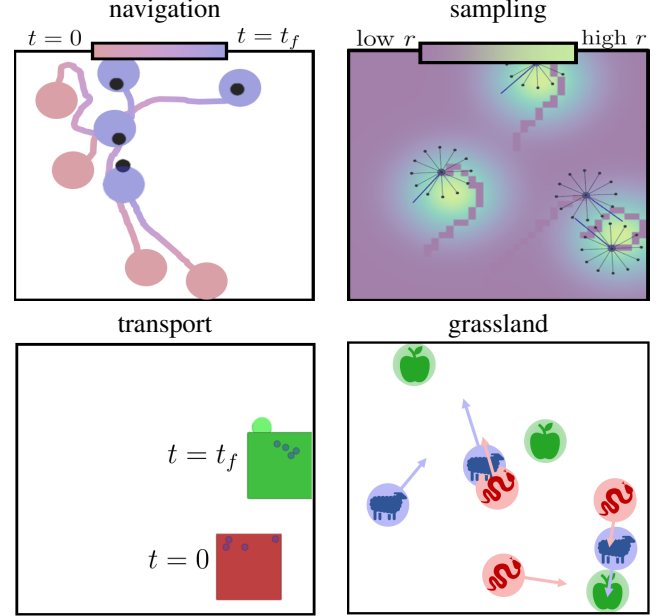 navigation
t = 0
t = t_f
sampling
low r
high r
transport
t = t_f
t = 0
grassland